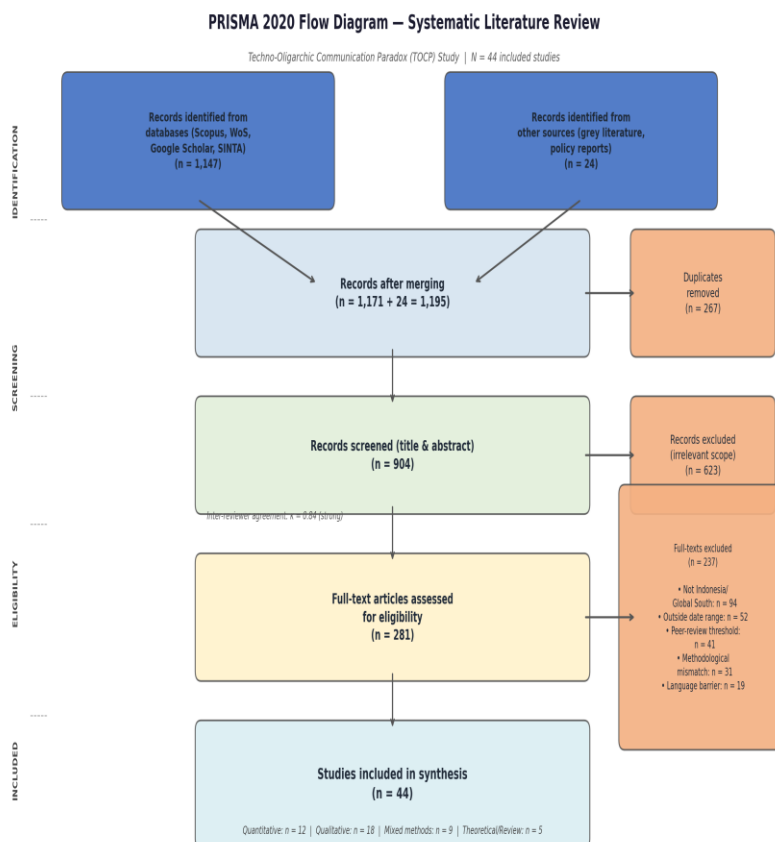 PRISMA 2020 Flow Diagram — Systematic Literature Review
Techno-Oligarchic Communication Paradox (TOCP) Study | N = 44 included studies
IDENTIFICATION
Records identified from
databases (Scopus, WoS,
Google Scholar, SINTA)
(n = 1,147)
Records identified from
other sources (grey literature,
policy reports)
(n = 24)
Records after merging
(n = 1,171 + 24 = 1,195)
Duplicates
removed
(n = 267)
SCREENING
Records screened (title & abstract)
(n = 904)
Records excluded
(irrelevant scope)
(n = 623)
Inter-reviewer agreement: κ = 0.84 (strong)
ELIGIBILITY
Full-text articles assessed
for eligibility
(n = 281)
Full-texts excluded
(n = 237)
• Not Indonesia/
Global South: n = 94
• Outside date range: n = 52
• Peer-review threshold:
n = 41
• Methodological
mismatch: n = 31
• Language barrier: n = 19
INCLUDED
Studies included in synthesis
(n = 44)
Quantitative: n = 12 | Qualitative: n = 18 | Mixed methods: n = 9 | Theoretical/Review: n = 5